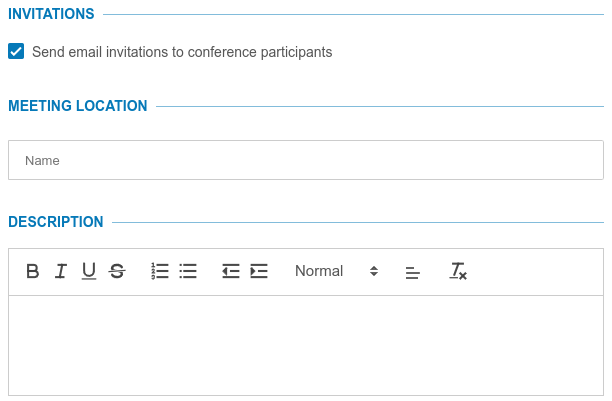 INVITATIONS
Send email invitations to conference participants
MEETING LOCATION
Name
DESCRIPTION
B I U S Normal